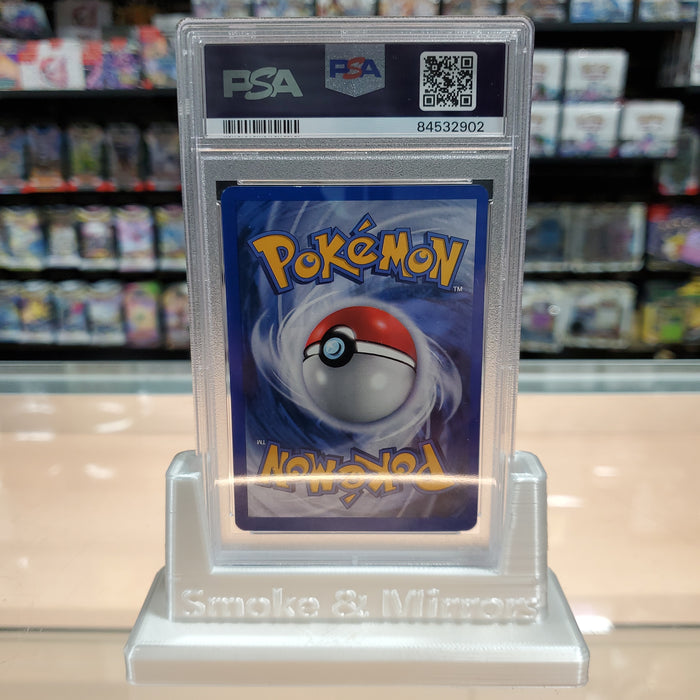 PSA
PSA
84532902
POKéMON
TM
POKéMON
TM
Smoke & Mirrors